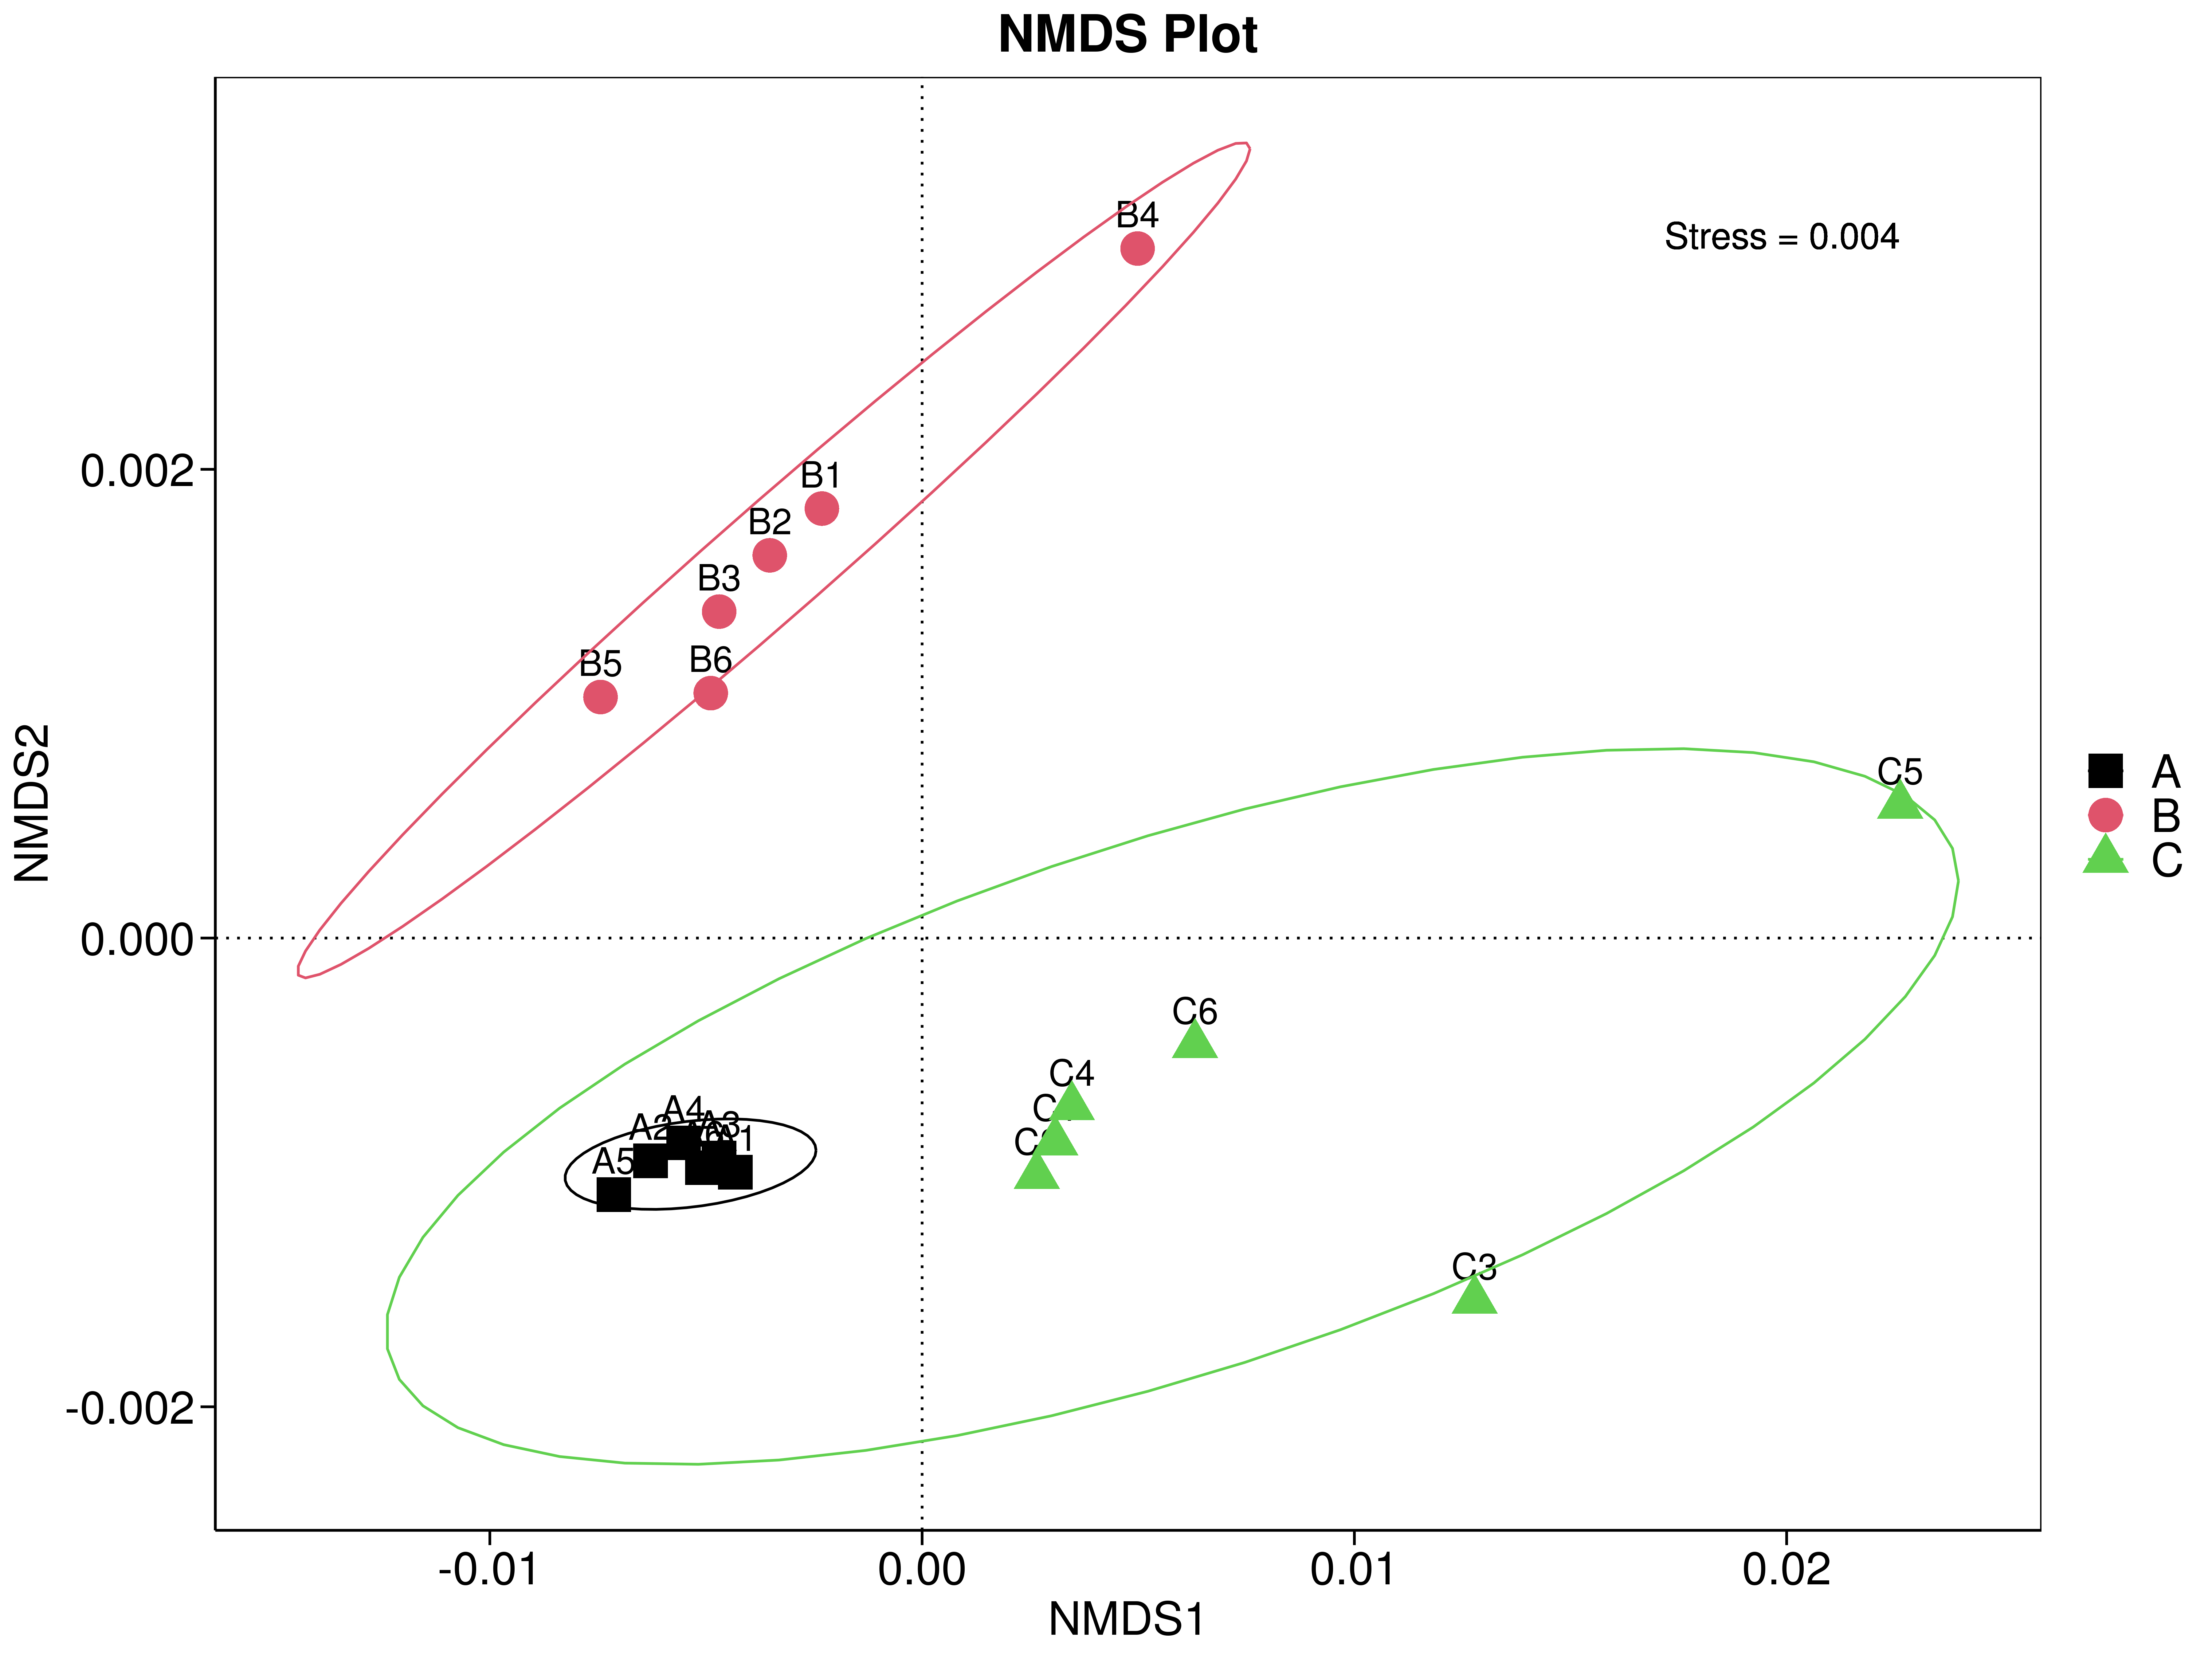 NMDS Plot
Stress = 0.004
B4
B1
B2
B3
B5
B6
C5
C6
C4
C3
A4
A2
A3
A1
A5
A
B
C
0.002
0.000
-0.002
-0.01
0.00
0.01
0.02
NMDS1
NMDS2